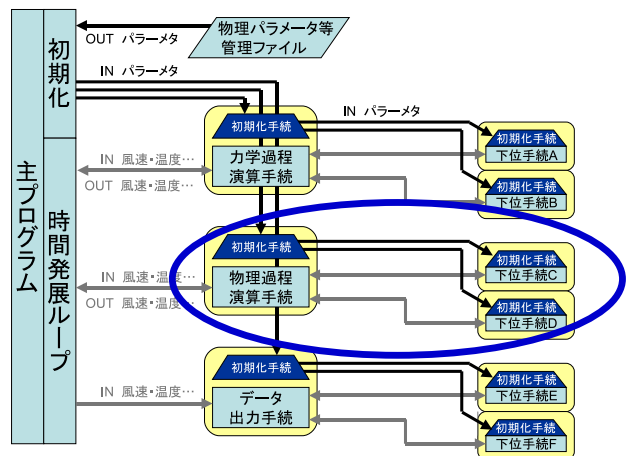 主プログラム
初期化
時間発展ループ
物理パラメータ等
管理ファイル
OUT パラメータ
IN パラメタ
IN パラメタ
初期化手続
力学過程
演算手続
初期化手続
下位手続A
初期化手続
下位手続B
IN 風速・温度…
OUT 風速・温度…
初期化手続
物理過程
演算手続
初期化手続
下位手続C
初期化手続
下位手続D
IN 風速・温度…
OUT 風速・温度…
初期化手続
データ
出力手続
初期化手続
下位手続E
初期化手続
下位手続F
IN 風速・温度…